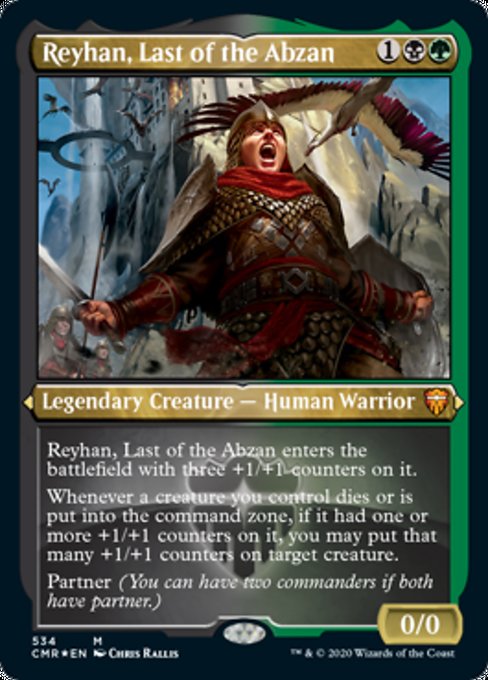 Reyhan, Last of the Abzan 1
Legendary Creature — Human Warrior
Reyhan, Last of the Abzan enters the
battlefield with three +1/+1 counters on it.
Whenever a creature you control dies or is
put into the command zone, if it had one or
more +1/+1 counters on it, you may put that
many +1/+1 counters on target creature.
Partner (You can have two commanders if both
have partner.)
0/0
534 M
CMR★EN Chris Rallis
™ & © 2020 Wizards of the Coast